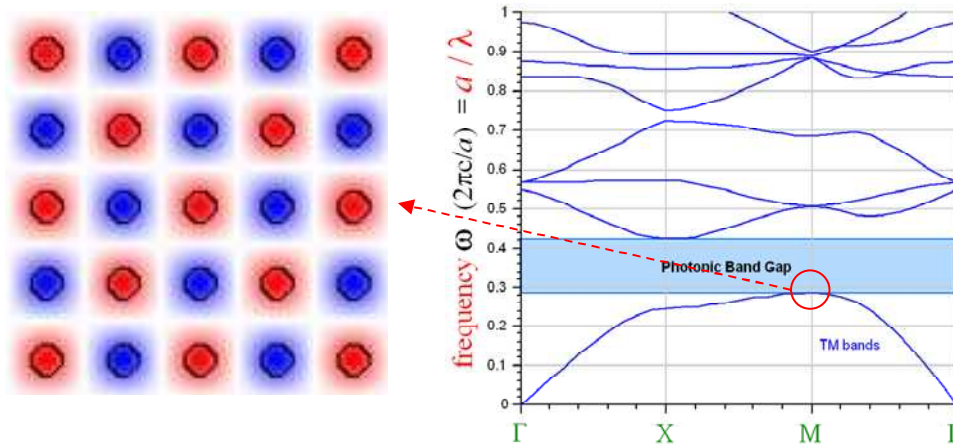 frequency ω (2πc/a) = a / λ
1
0.9
0.8
0.7
0.6
0.5
0.4
0.3
0.2
0.1
0
Photonic Band Gap
TM bands
Γ X M